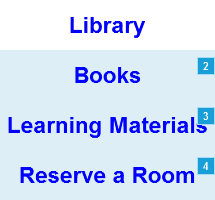 Library
Books
2
Learning Materials
3
Reserve a Room
4